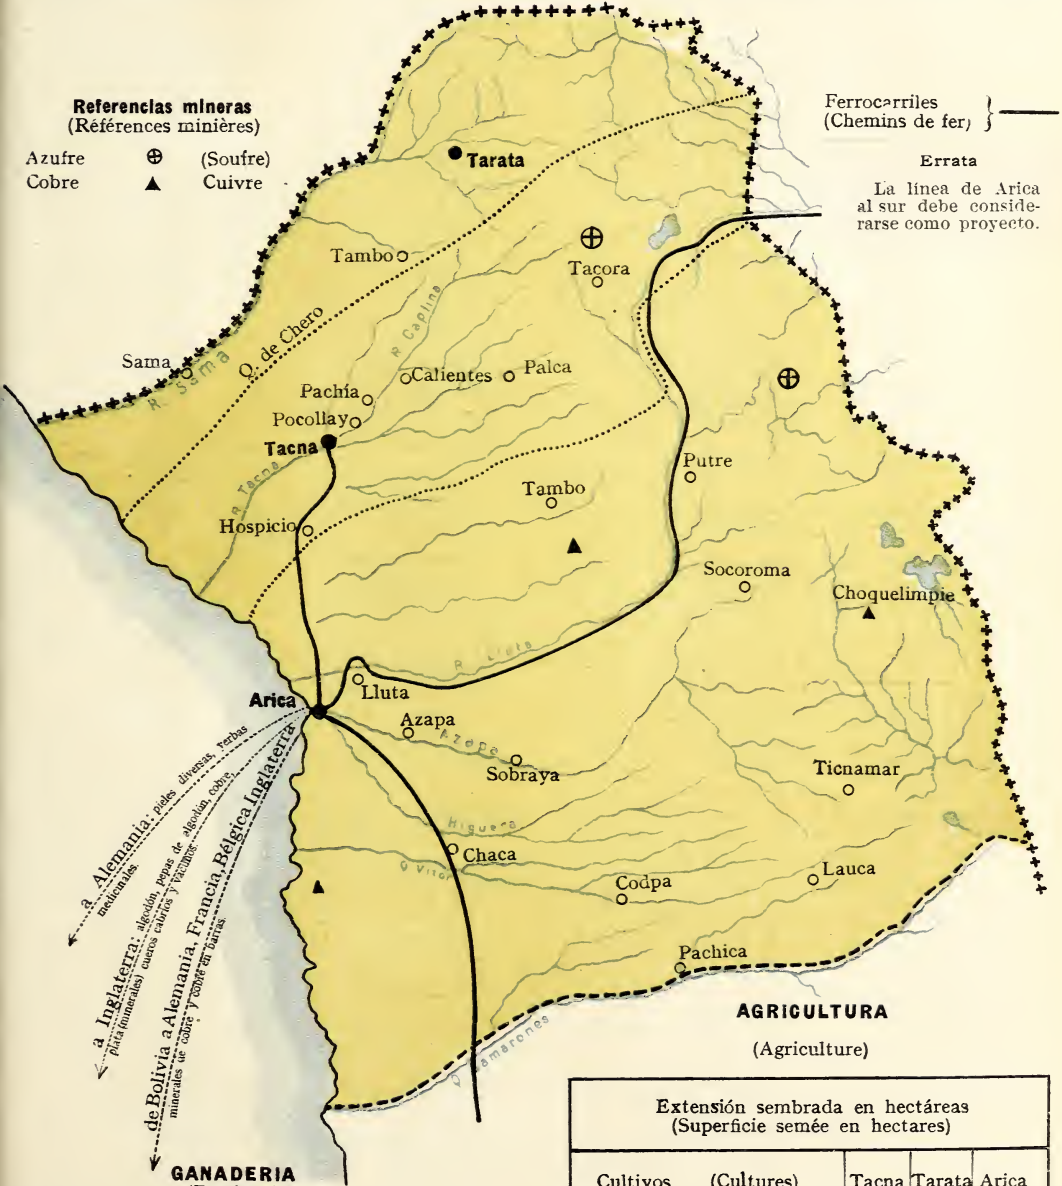 Referencias mineras
(Références minières)
Azufre ⊕ (Soufre)
Cobre ▲ Cuivre
Ferrocarriles
(Chemins de fer)
Errata
La línea de Arica
al sur debe conside-
rarse como proyecto.
Tarata
Tambo
Tacora
Q. de Chero
R. Caplina
Sama
R. Sama
Calientes
Palca
Pachía
Pocollay
Tacna
R. Tacna
Putre
Tambo
Hospicio
Socoroma
Choquelimpie
R. Lluta
Lluta
Arica
Azapa
Azapa
Sobraya
Ticnamar
Higuera
Chaca
Q. Vitor
Codpa
Lauca
Pachica
Q. Camarones
a Alemania: pieles diversas, yerbas
medicinales.
a Inglaterra: algodón, pepas de algodón, cobre,
plata (minerales) cueros cabríos y vacunos.
de Bolivia a Alemania, Francia, Bélgica Inglaterra
minerales de cobre y cobre en barras.
AGRICULTURA
(Agriculture)
Extensión sembrada en hectáreas
(Superficie semée en hectares)
Cultivos (Cultures) Tacna Tarata Arica
GANADERIA